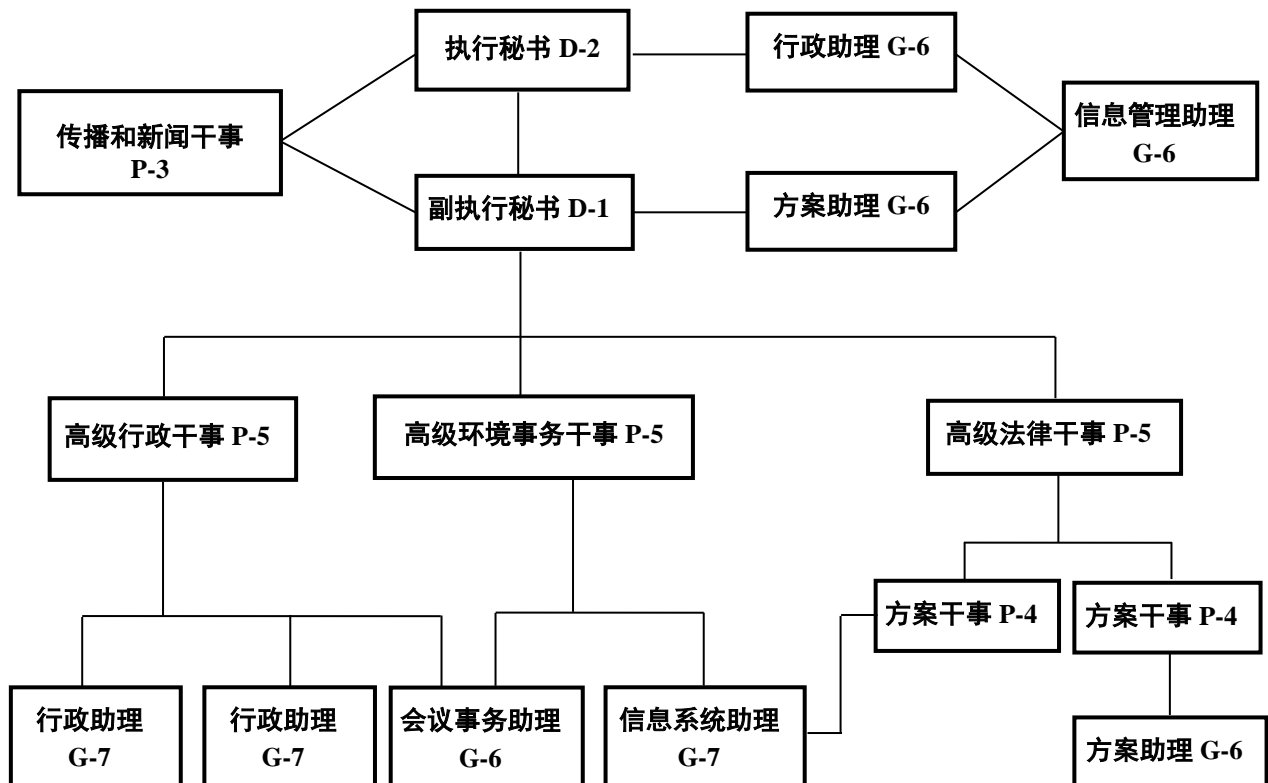 执行秘书 D-2
行政助理 G-6
传播和新闻干事
P-3
信息管理助理
G-6
副执行秘书 D-1
方案助理 G-6
高级行政干事 P-5
高级环境事务干事 P-5
高级法律干事 P-5
方案干事 P-4
方案干事 P-4
行政助理
G-7
行政助理
G-7
会议事务助理
G-6
信息系统助理
G-7
方案助理 G-6